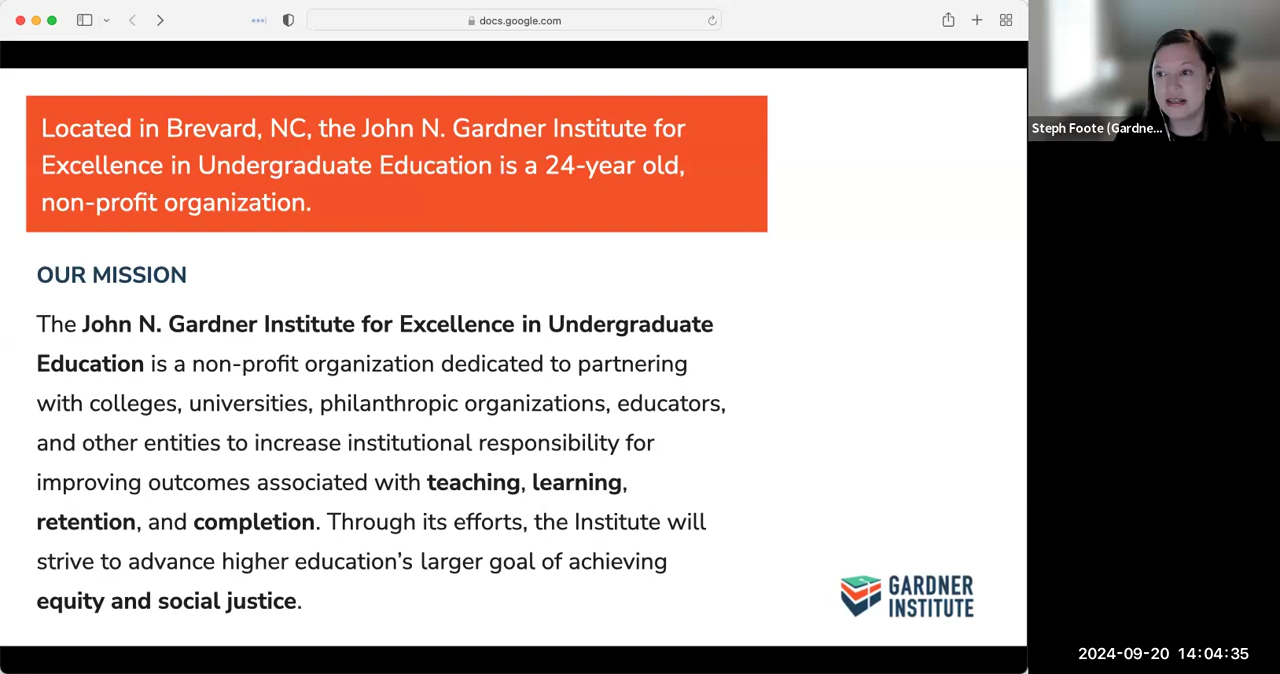 docs.google.com
Located in Brevard, NC, the John N. Gardner Institute for
Excellence in Undergraduate Education is a 24-year old,
non-profit organization.
OUR MISSION
The John N. Gardner Institute for Excellence in Undergraduate
Education is a non-profit organization dedicated to partnering
with colleges, universities, philanthropic organizations, educators,
and other entities to increase institutional responsibility for
improving outcomes associated with teaching, learning,
retention, and completion. Through its efforts, the Institute will
strive to advance higher education’s larger goal of achieving
equity and social justice.
GARDNER
INSTITUTE
Steph Foote (Gardne...
2024-09-20 14:04:35